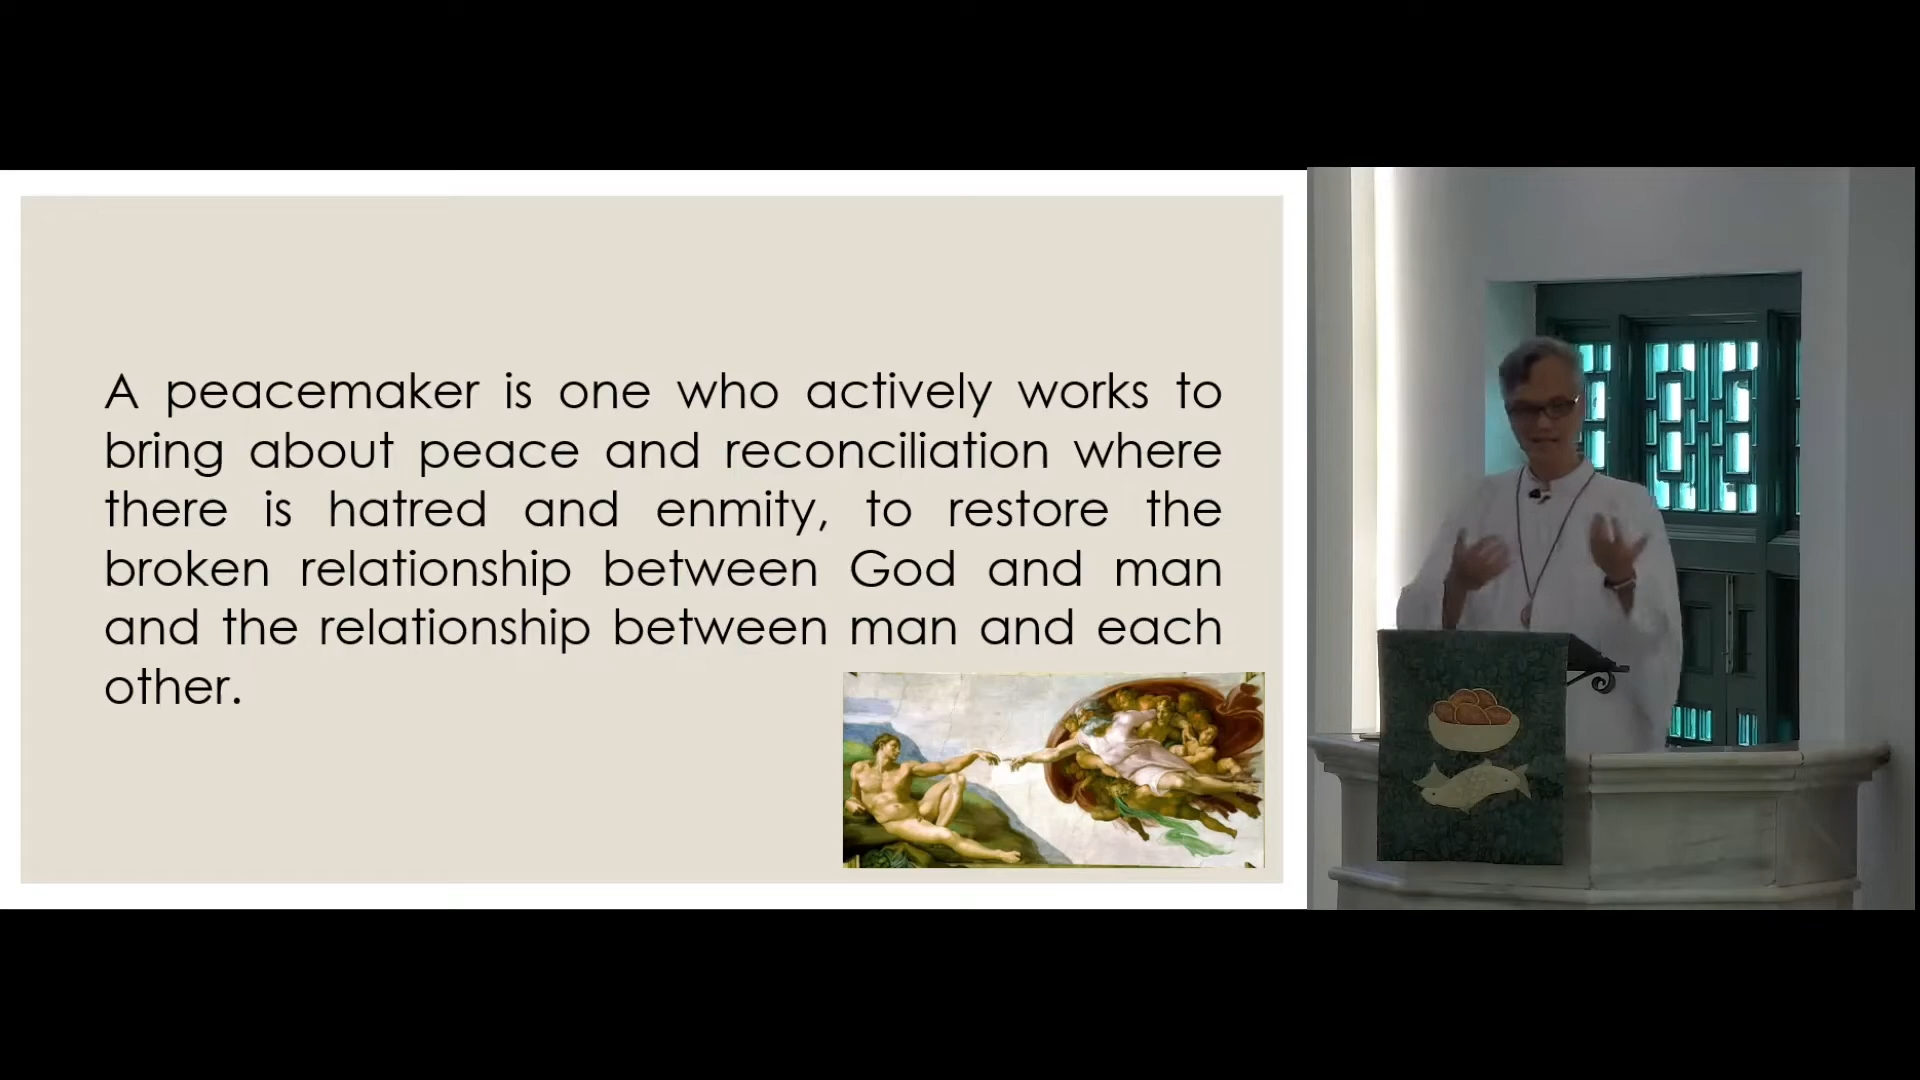 A peacemaker is one who actively works to
bring about peace and reconciliation where
there is hatred and enmity, to restore the
broken relationship between God and man
and the relationship between man and each
other.